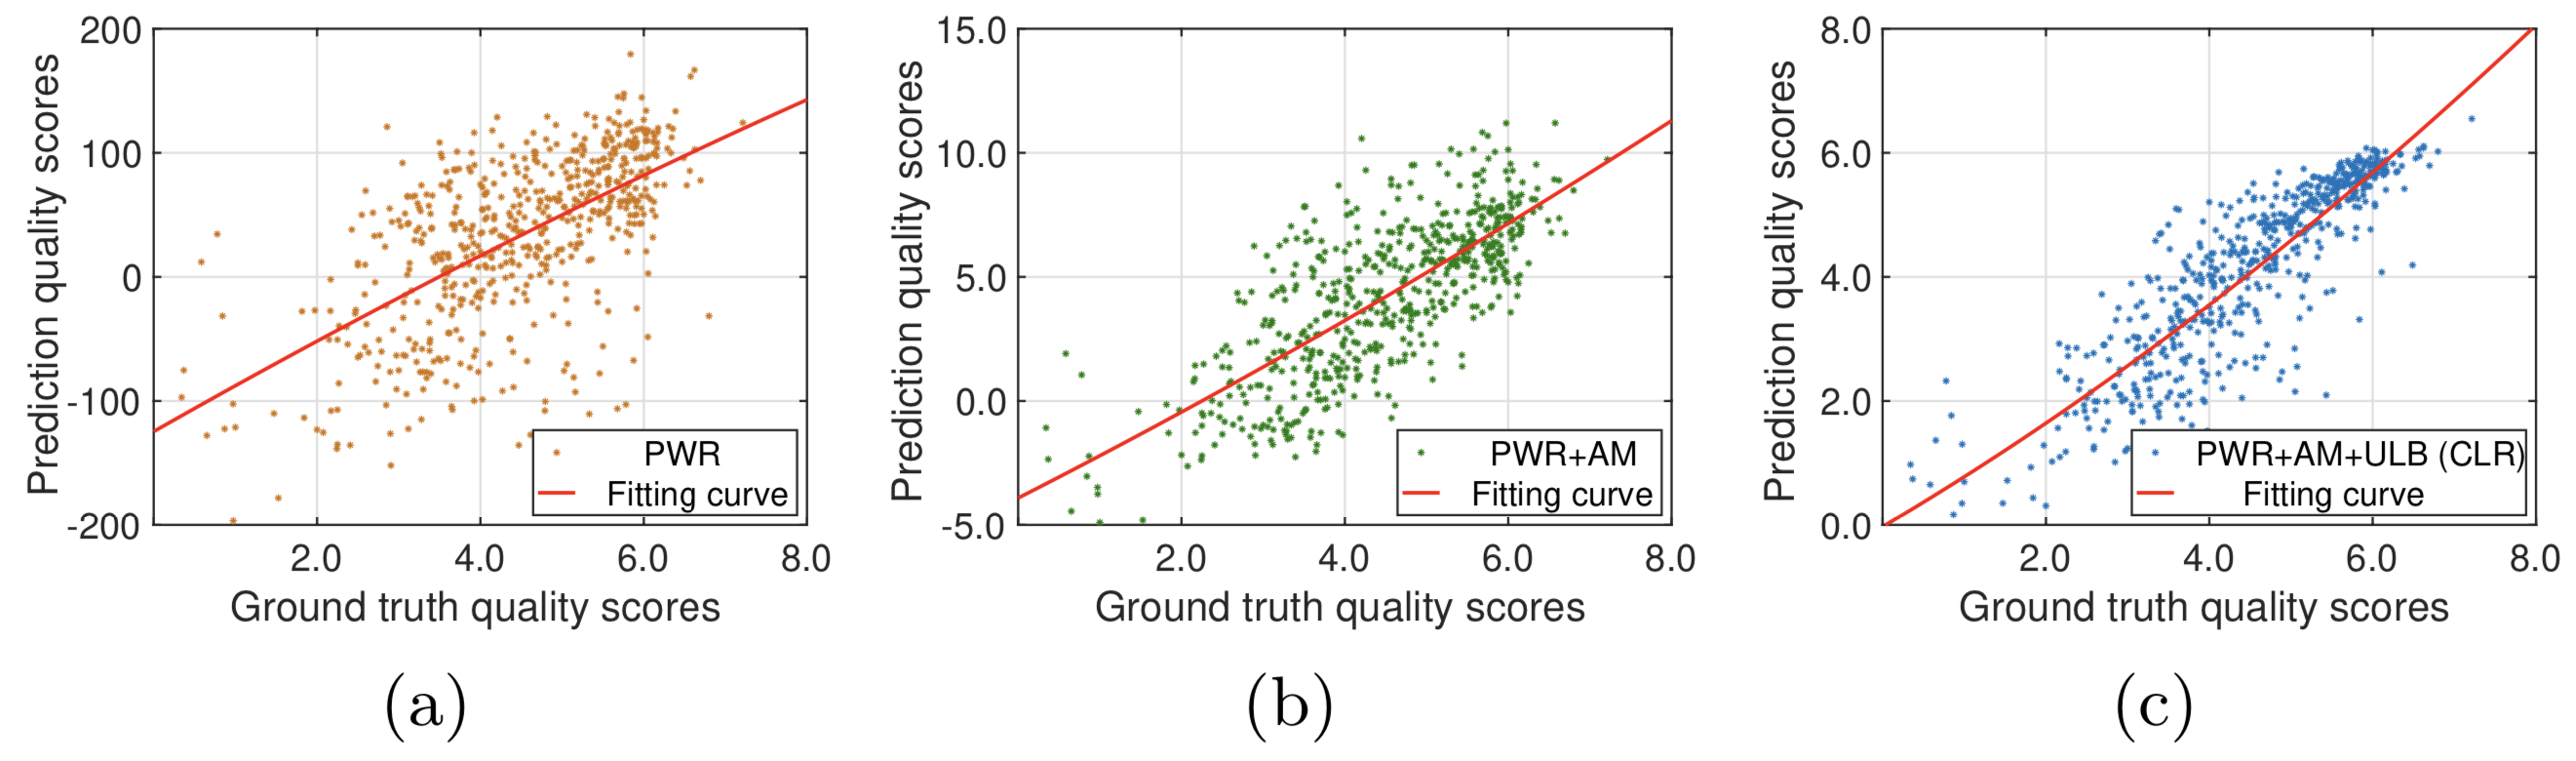 Prediction quality scores
200
100
0
-100
-200
2.0 4.0 6.0 8.0
Ground truth quality scores
PWR
Fitting curve
(a)
Prediction quality scores
15.0
10.0
5.0
0.0
-5.0
2.0 4.0 6.0 8.0
Ground truth quality scores
PWR+AM
Fitting curve
(b)
Prediction quality scores
8.0
6.0
4.0
2.0
0.0
2.0 4.0 6.0 8.0
Ground truth quality scores
PWR+AM+ULB (CLR)
Fitting curve
(c)